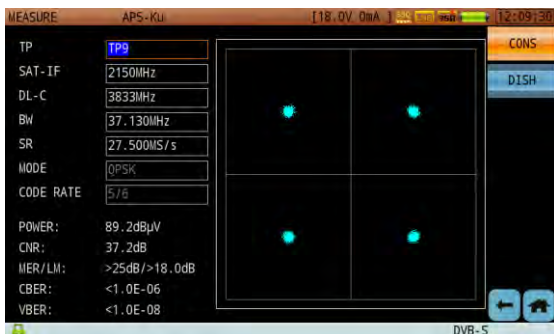 MEASURE APS-Ku [18.0V 0mA ] 12:09:30
TP TP9
SAT-IF 2150MHz
DL-C 3833MHz
BW 37.130MHz
SR 27.500MS/s
MODE QPSK
CODE RATE 5/6
POWER: 89.2dBµV
CNR: 37.2dB
MER/LM: >25dB/>18.0dB
CBER: <1.0E-06
VBER: <1.0E-08
CONS
DISH
DVB-S